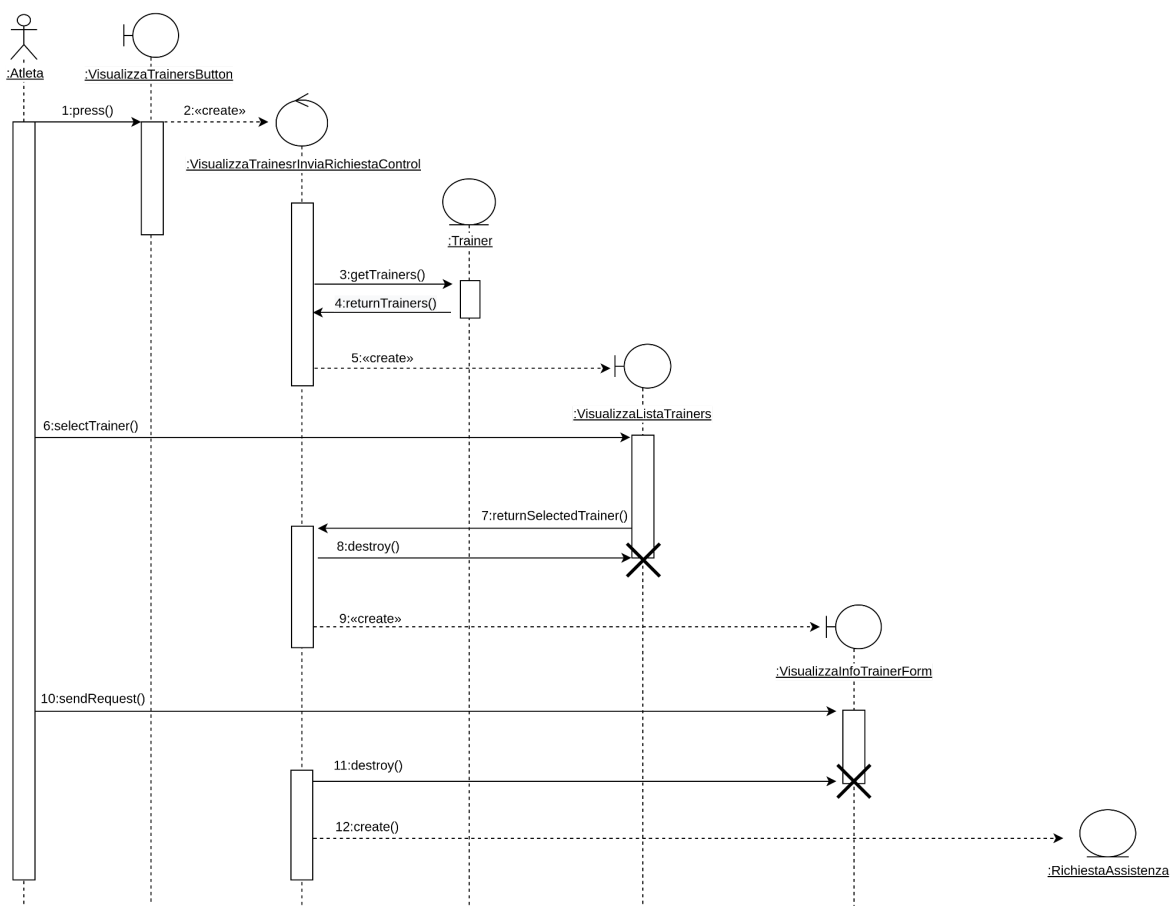 :Atleta
:VisualizzaTrainersButton
1:press()
2:«create»
:VisualizzaTrainesrInviaRichiestaControl
:Trainer
3:getTrainers()
4:returnTrainers()
5:«create»
:VisualizzaListaTrainers
6:selectTrainer()
7:returnSelectedTrainer()
8:destroy()
9:«create»
:VisualizzaInfoTrainerForm
10:sendRequest()
11:destroy()
12:create()
:RichiestaAssistenza